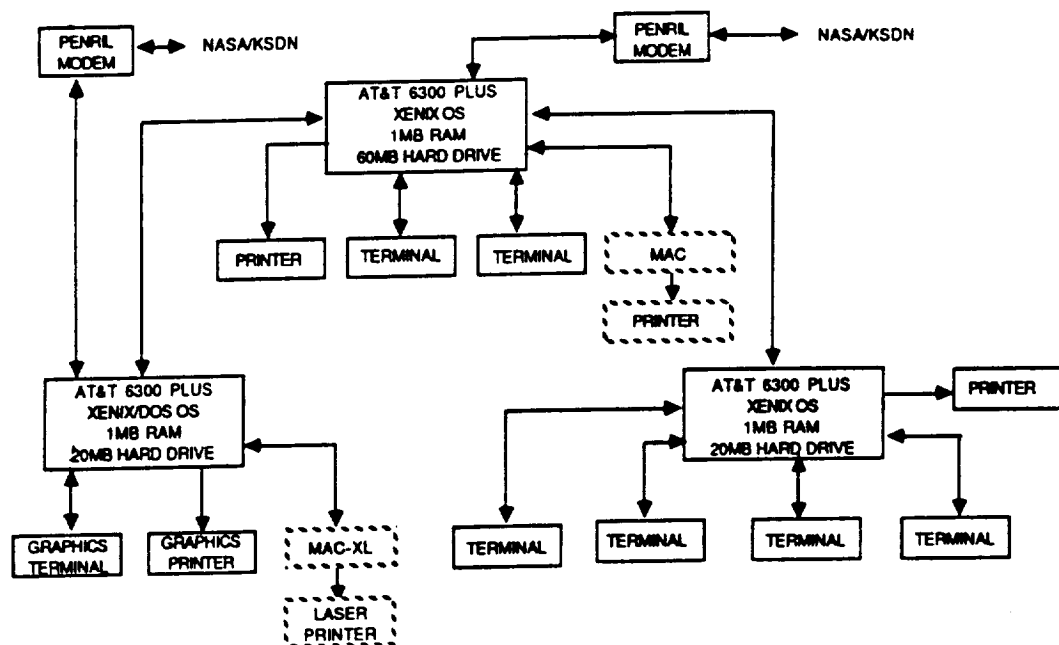 PENRIL
MODEM
NASA/KSDN
PENRIL
MODEM
NASA/KSDN
AT&T 6300 PLUS
XENIX OS
1MB RAM
60MB HARD DRIVE
PRINTER
TERMINAL
TERMINAL
MAC
PRINTER
AT&T 6300 PLUS
XENIX/DOS OS
1MB RAM
20MB HARD DRIVE
AT&T 6300 PLUS
XENIX OS
1MB RAM
20MB HARD DRIVE
PRINTER
GRAPHICS
TERMINAL
GRAPHICS
PRINTER
MAC-XL
LASER
PRINTER
TERMINAL
TERMINAL
TERMINAL
TERMINAL